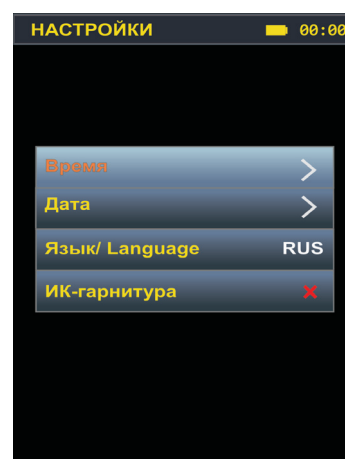 НАСТРОЙКИ 00:00
Время
Дата
Язык/ Language RUS
ИК-гарнитура